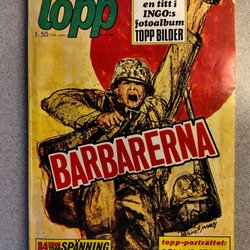 topp
1.50
en titt i
INGO:s
fotoalbum
TOPP BILDER
BARBARERNA
SPÄNNING
topp-porträttet: